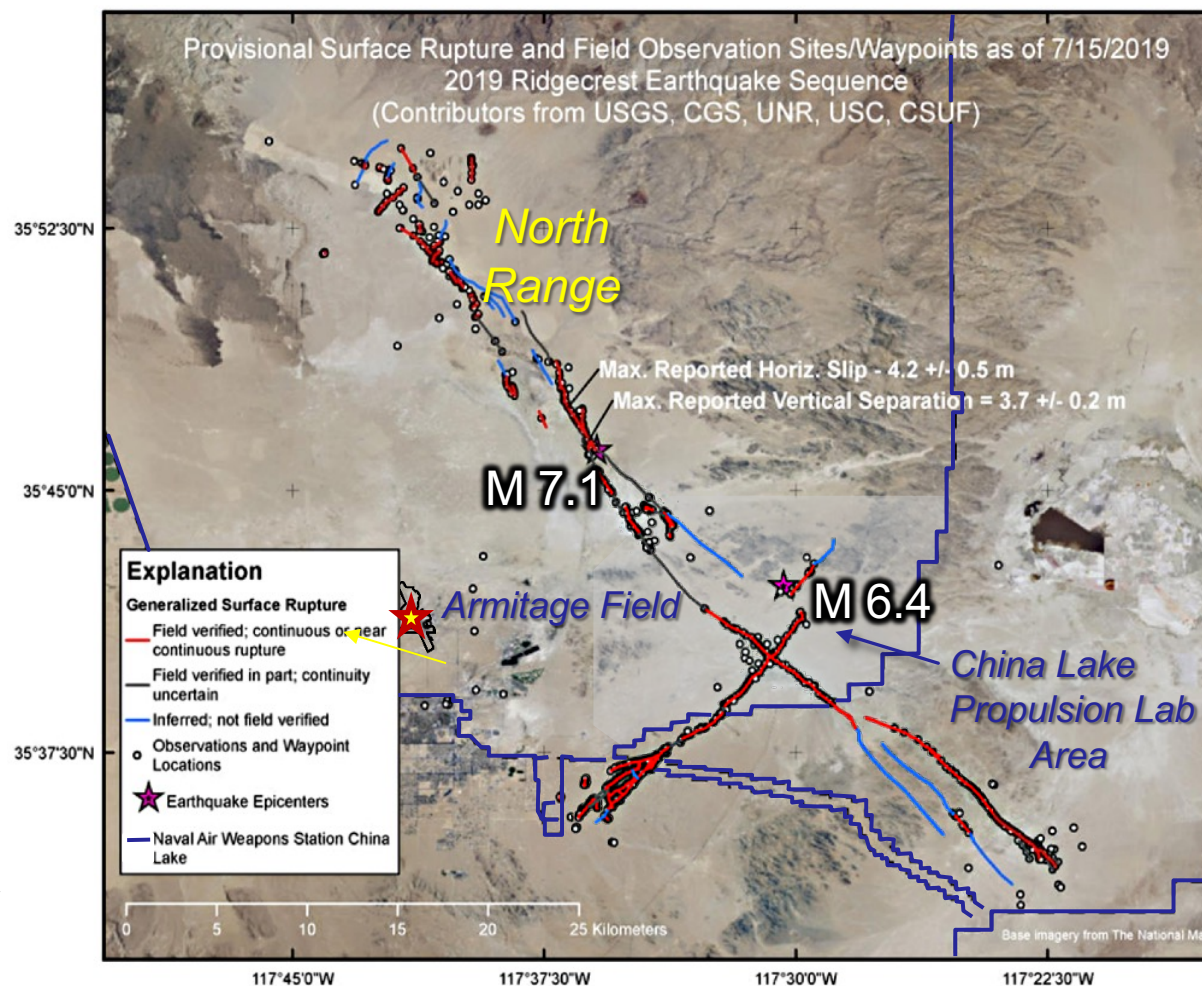 Provisional Surface Rupture and Field Observation Sites/Waypoints as of 7/15/2019
2019 Ridgecrest Earthquake Sequence
(Contributors from USGS, CGS, UNR, USC, CSUF)
35°52'30"N
North
Range
Max. Reported Horiz. Slip - 4.2 +/- 0.5 m
Max. Reported Vertical Separation = 3.7 +/- 0.2 m
M 7.1
35°45'0"N
M 6.4
Armitage Field
China Lake
Propulsion Lab
Area
Explanation
Generalized Surface Rupture
Field verified; continuous or near
continuous rupture
Field verified in part; continuity
uncertain
Inferred; not field verified
Observations and Waypoint
Locations
Earthquake Epicenters
Naval Air Weapons Station China
Lake
35°37'30"N
0 5 10 15 20 25 Kilometers
Base imagery from The National Ma
117°45'0"W 117°37'30"W 117°30'0"W 117°22'30"W